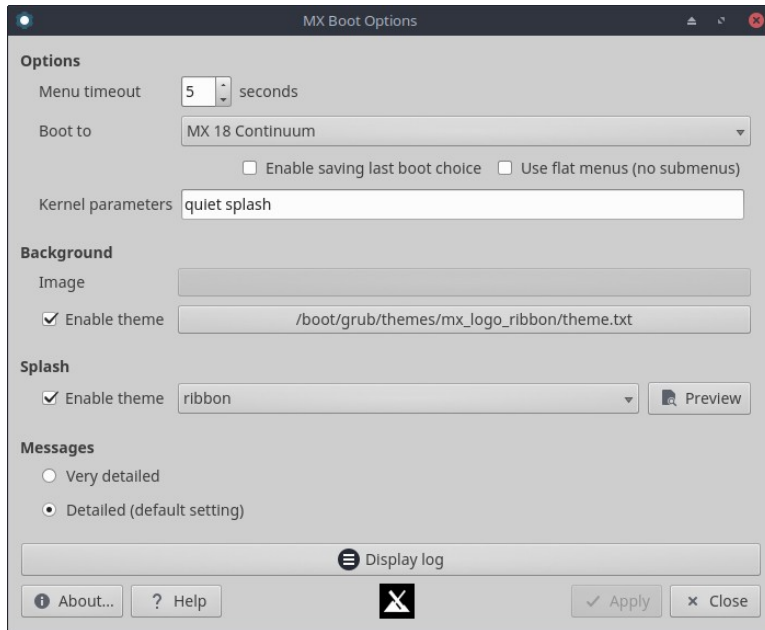 MX Boot Options
Options
Menu timeout 5 seconds
Boot to MX 18 Continuum
Enable saving last boot choice Use flat menus (no submenus)
Kernel parameters quiet splash
Background
Image
Enable theme /boot/grub/themes/mx_logo_ribbon/theme.txt
Splash
Enable theme ribbon Preview
Messages
Very detailed
Detailed (default setting)
Display log
About... ? Help Apply Close